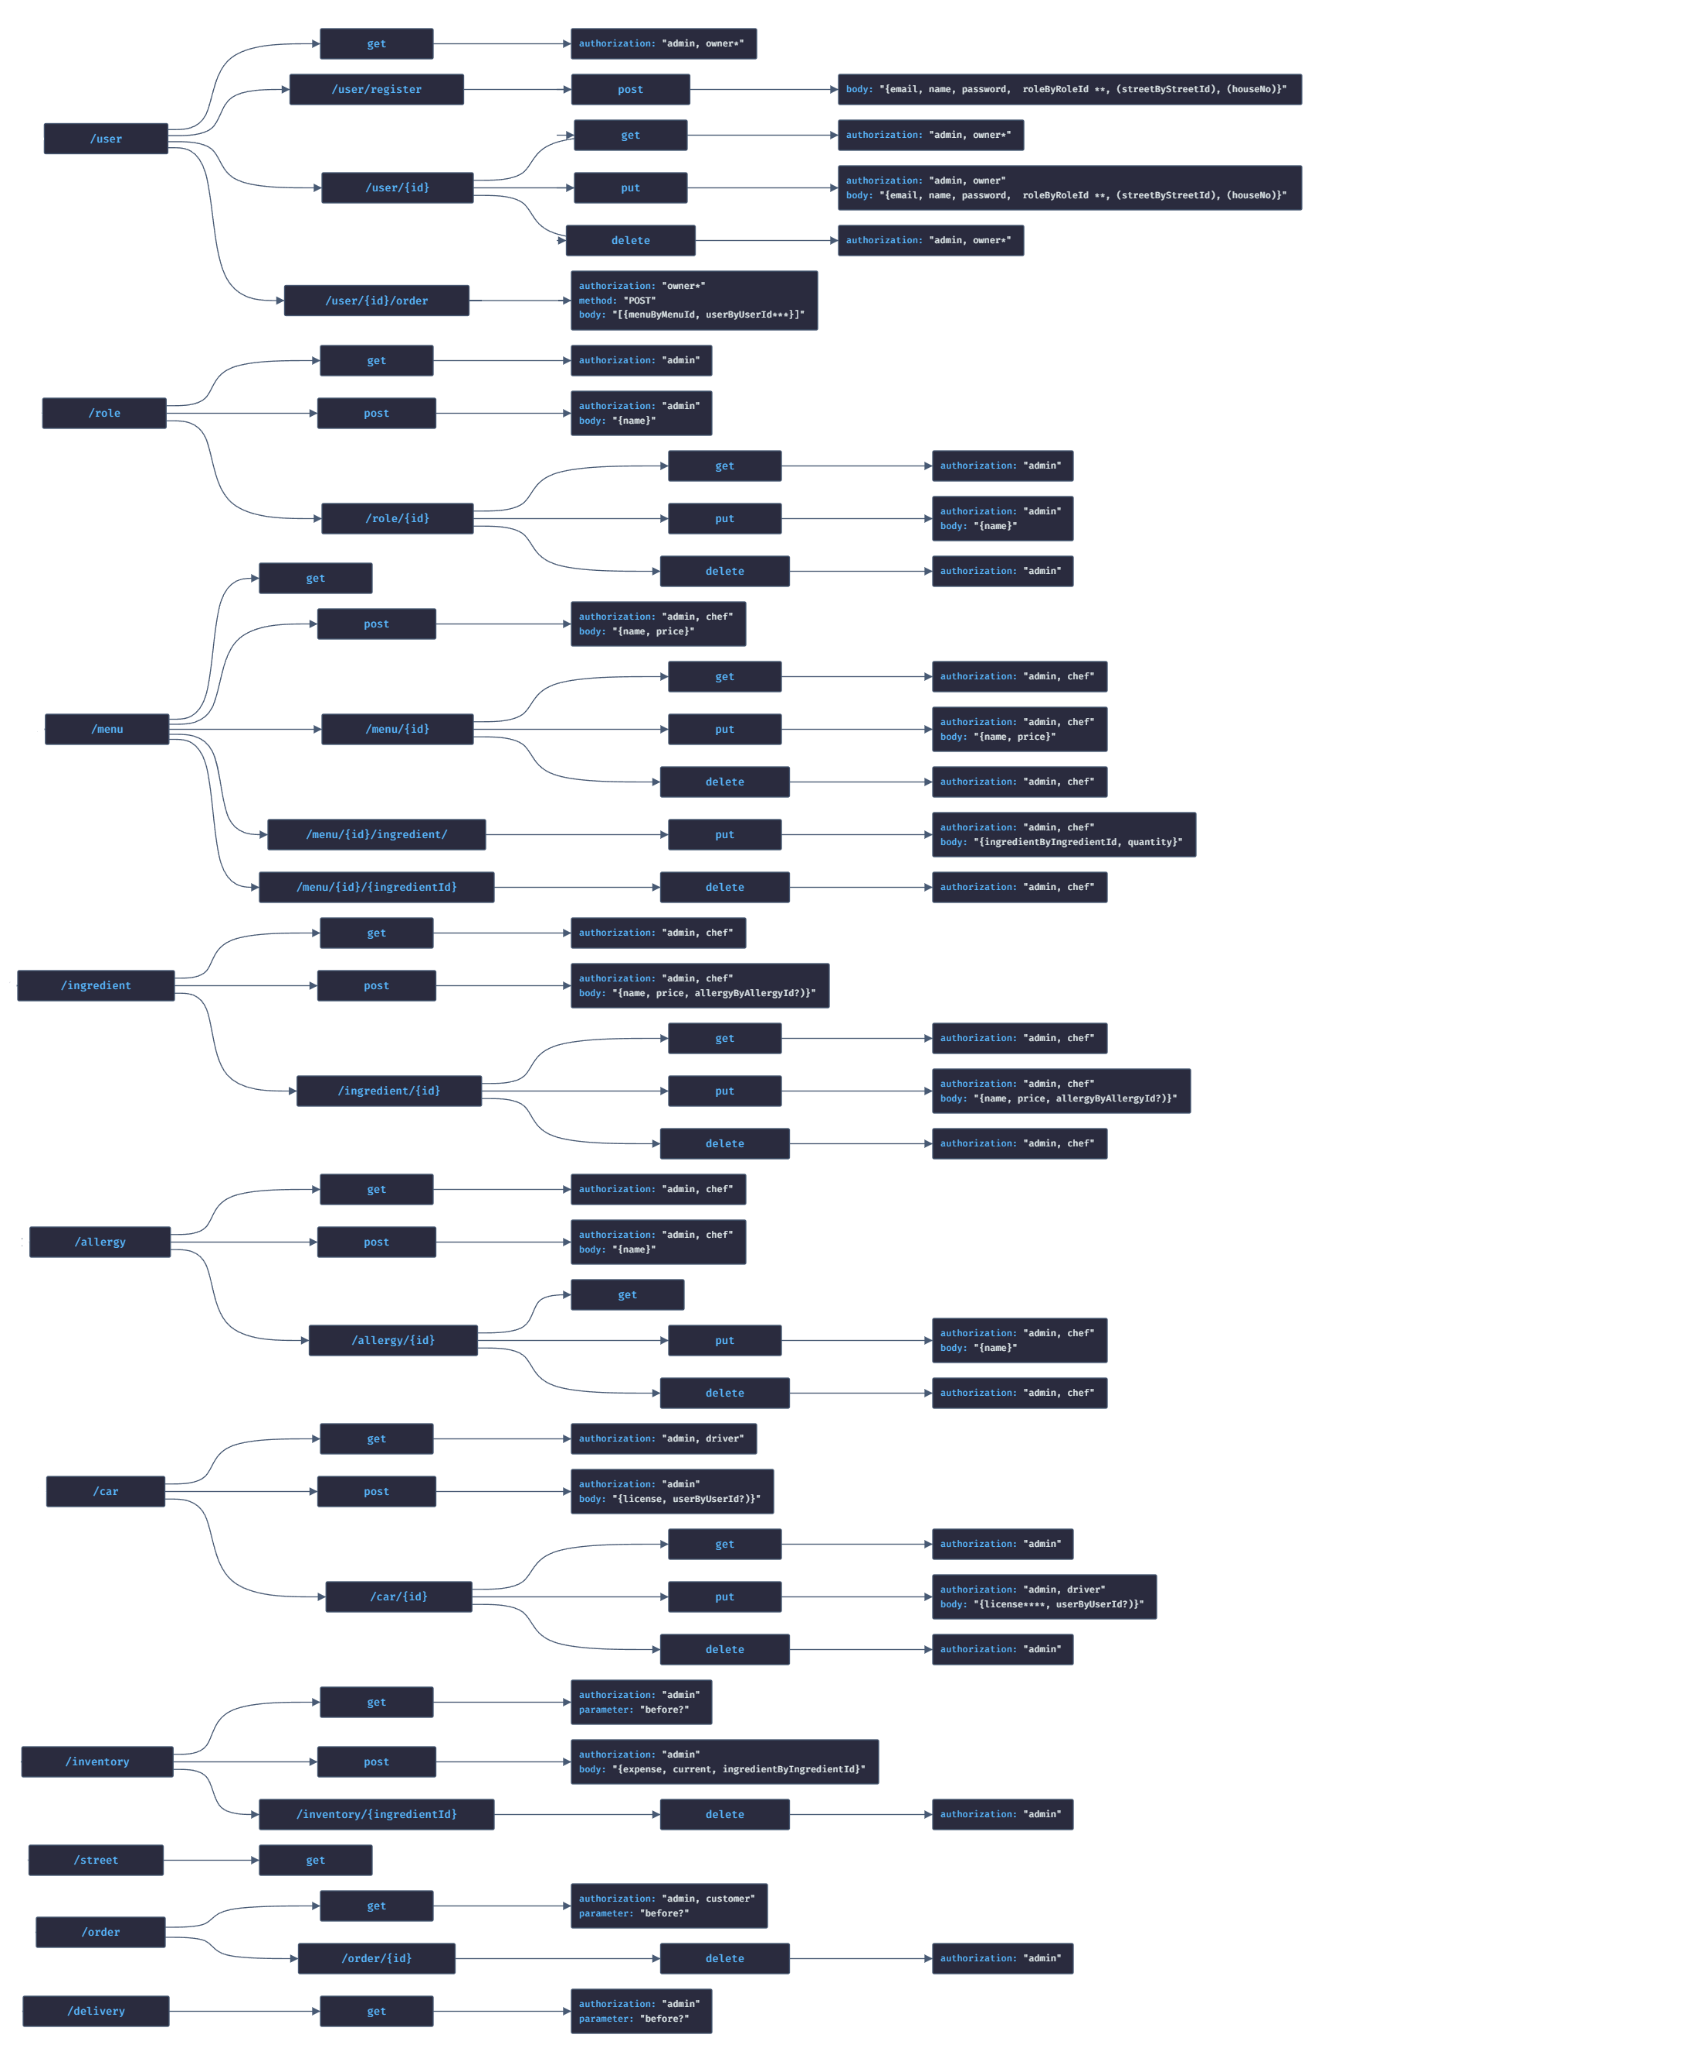 get
authorization: "admin, owner*"
/user/register
post
body: "{email, name, password,  roleByRoleId **, (streetByStreetId), (houseNo)}"
/user
get
authorization: "admin, owner*"
/user/{id}
put
authorization: "admin, owner"
body: "{email, name, password,  roleByRoleId **, (streetByStreetId), (houseNo)}"
delete
authorization: "admin, owner*"
/user/{id}/order
authorization: "owner*"
method: "POST"
body: "[{menuByMenuId, userByUserId***}]"
get
authorization: "admin"
/role
post
authorization: "admin"
body: "{name}"
get
authorization: "admin"
/role/{id}
put
authorization: "admin"
body: "{name}"
delete
authorization: "admin"
get
post
authorization: "admin, chef"
body: "{name, price}"
get
authorization: "admin, chef"
/menu
/menu/{id}
put
authorization: "admin, chef"
body: "{name, price}"
delete
authorization: "admin, chef"
/menu/{id}/ingredient/
put
authorization: "admin, chef"
body: "{ingredientByIngredientId, quantity}"
/menu/{id}/{ingredientId}
delete
authorization: "admin, chef"
get
authorization: "admin, chef"
/ingredient
post
authorization: "admin, chef"
body: "{name, price, allergyByAllergyId?)}"
get
authorization: "admin, chef"
/ingredient/{id}
put
authorization: "admin, chef"
body: "{name, price, allergyByAllergyId?)}"
delete
authorization: "admin, chef"
get
authorization: "admin, chef"
/allergy
post
authorization: "admin, chef"
body: "{name}"
get
/allergy/{id}
put
authorization: "admin, chef"
body: "{name}"
delete
authorization: "admin, chef"
get
authorization: "admin, driver"
/car
post
authorization: "admin"
body: "{license, userByUserId?)}"
get
authorization: "admin"
/car/{id}
put
authorization: "admin, driver"
body: "{license****, userByUserId?)}"
delete
authorization: "admin"
get
authorization: "admin"
parameter: "before?"
/inventory
post
authorization: "admin"
body: "{expense, current, ingredientByIngredientId}"
/inventory/{ingredientId}
delete
authorization: "admin"
/street
get
get
authorization: "admin, customer"
parameter: "before?"
/order
/order/{id}
delete
authorization: "admin"
/delivery
get
authorization: "admin"
parameter: "before?"